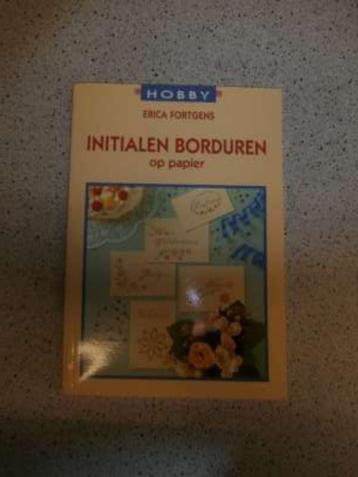 HOBBY
ERICA FORTGENS
INITIALEN BORDUREN
op papier